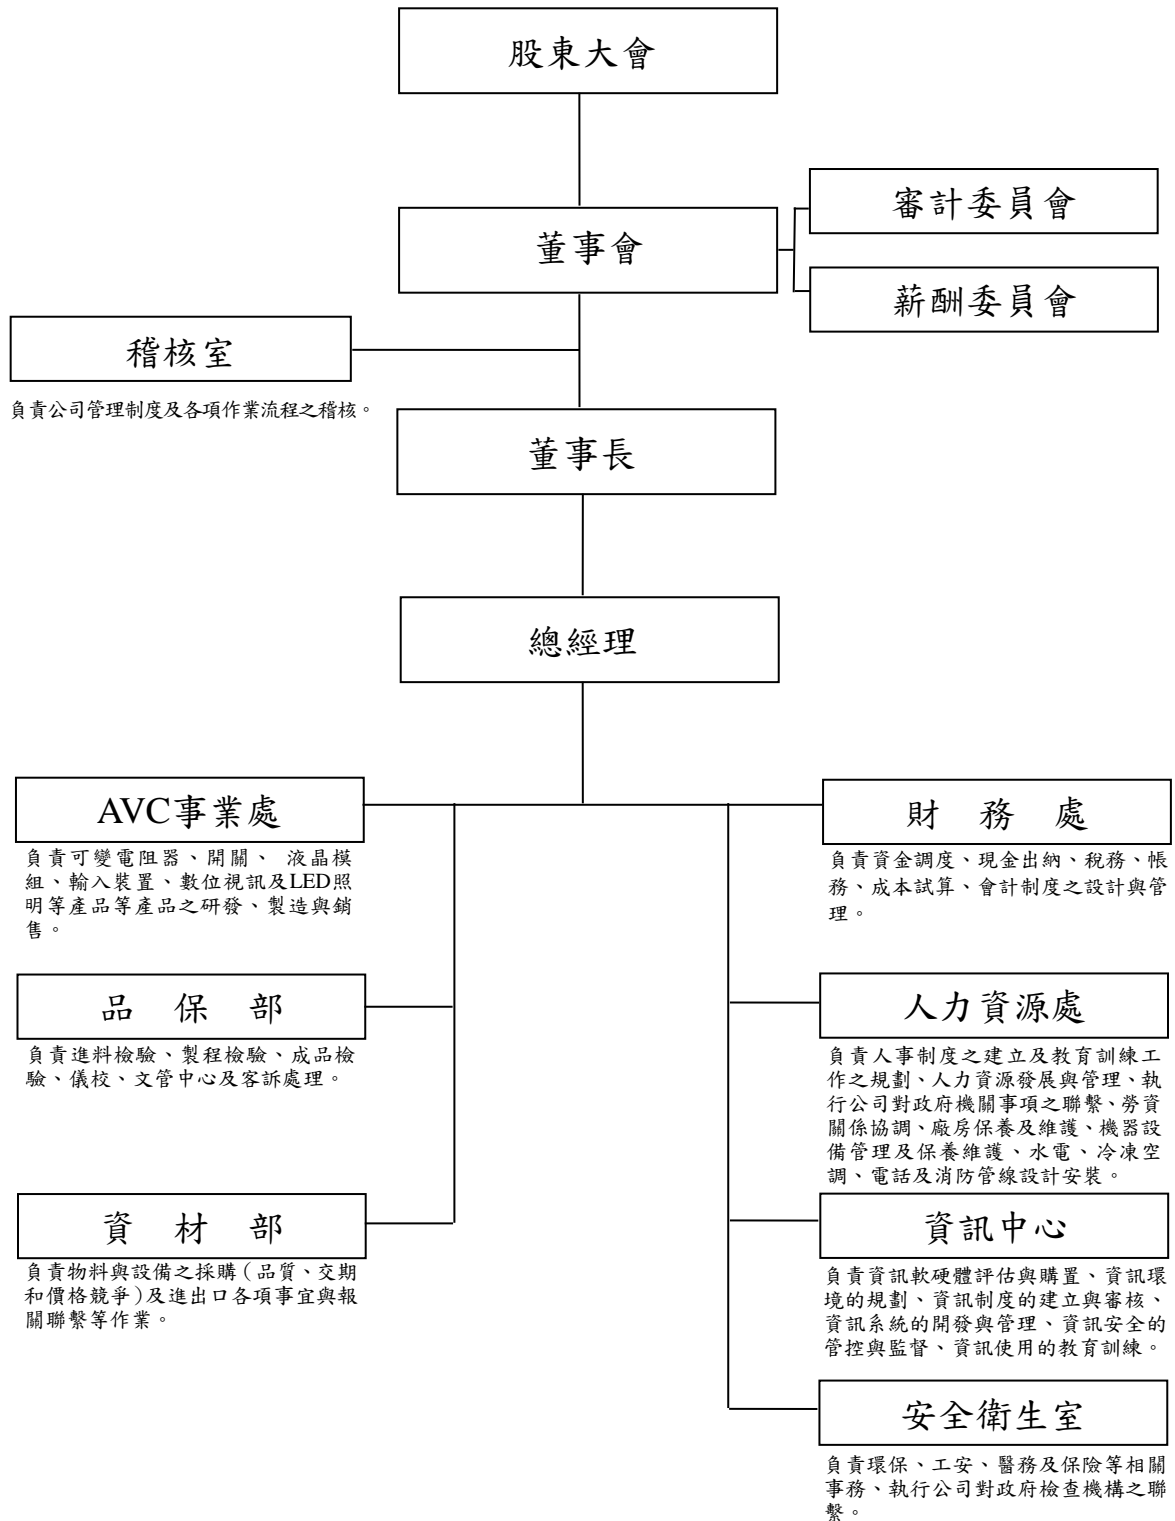 股東大會
審計委員會
董事會
薪酬委員會
稽核室
負責公司管理制度及各項作業流程之稽核。
董事長
總經理
AVC事業處
負責可變電阻器、開關、 液晶模
組、輸入裝置、數位視訊及LED照
明等產品等產品之研發、製造與銷
售。
財 務 處
負責資金調度、現金出納、稅務、帳
務、成本試算、會計制度之設計與管
理。
品 保 部
負責進料檢驗、製程檢驗、成品檢
驗、儀校、文管中心及客訴處理。
人力資源處
負責人事制度之建立及教育訓練工
作之規劃、人力資源發展與管理、執
行公司對政府機關事項之聯繫、勞資
關係協調、廠房保養及維護、機器設
備管理及保養維護、水電、冷凍空
調、電話及消防管線設計安裝。
資 材 部
負責物料與設備之採購(品質、交期
和價格競爭)及進出口各項事宜與報
關聯繫等作業。
資訊中心
負責資訊軟硬體評估與購置、資訊環
境的規劃、資訊制度的建立與審核、
資訊系統的開發與管理、資訊安全的
管控與監督、資訊使用的教育訓練。
安全衛生室
負責環保、工安、醫務及保險等相關
事務、執行公司對政府檢查機構之聯
繫。